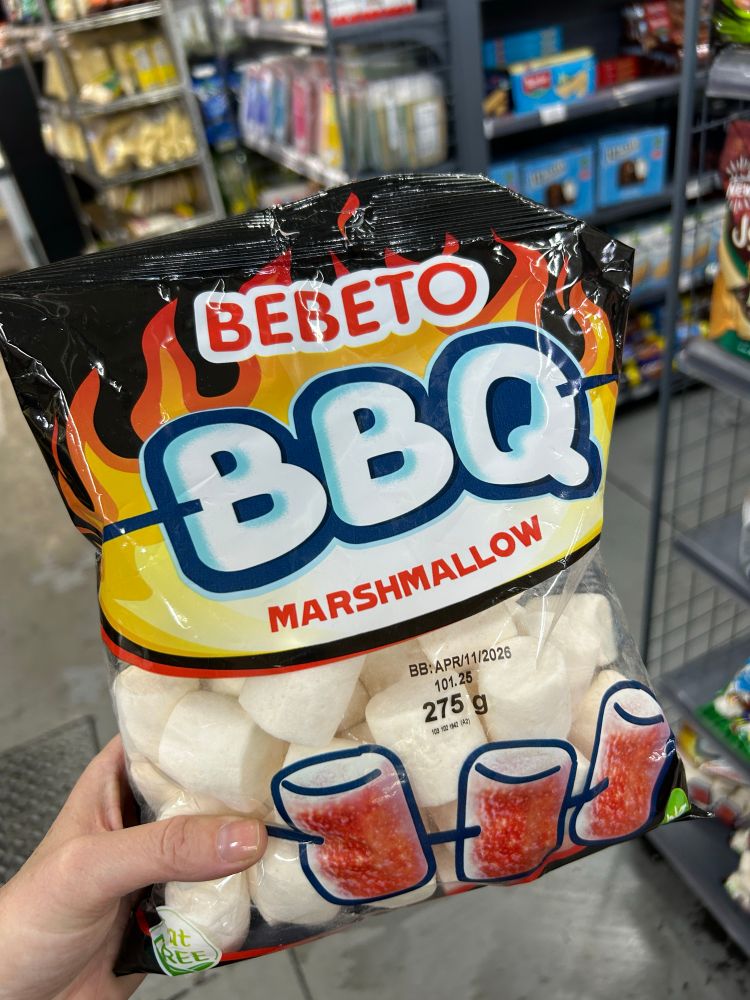 BEBETO
BBQ
MARSHMALLOW
BB: APR/11/2026
101.25
275 g